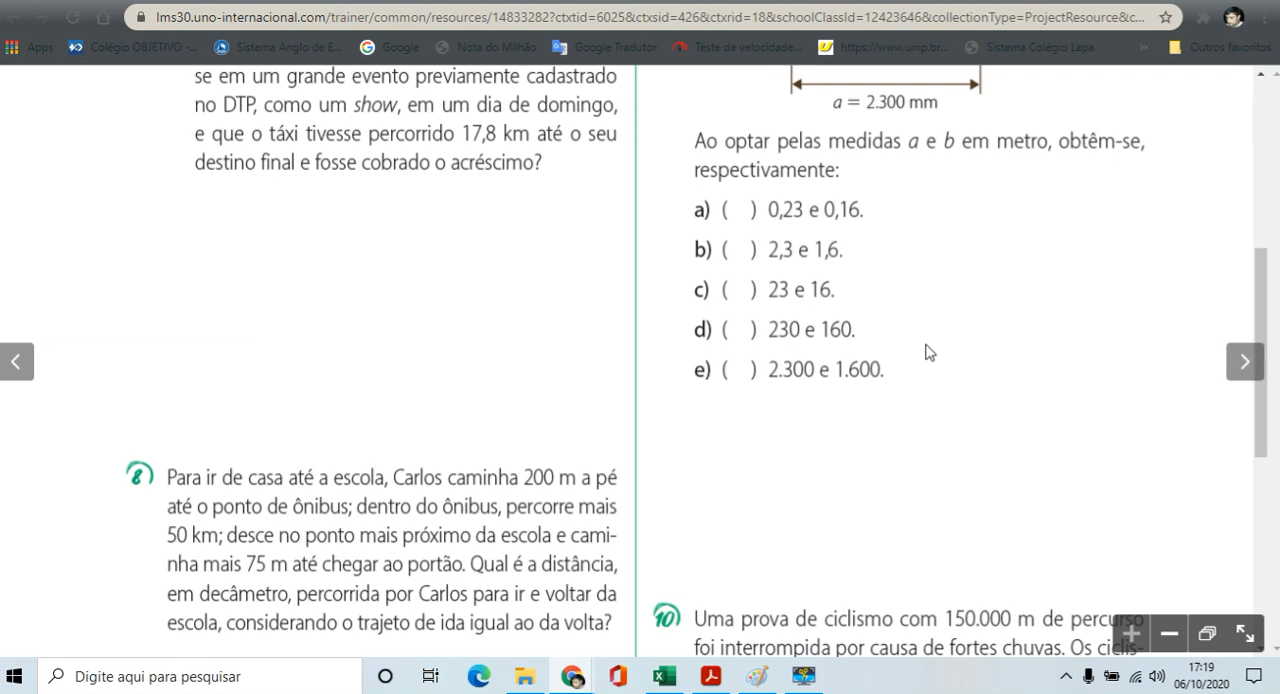 lms30.uno-internacional.com/trainer/common/resources/14833282?ctxtid=6025&ctxsid=426&ctxrid=18&schoolClassId=12423646&collectionType=ProjectResource&c...
Apps Colégio OBJETIVO -... Sistema Anglo de E... Google Nota do Milhão Google Tradutor Teste de velocidade... https://www.unip.br... Sistema Colégio Lapa » Outros favoritos
se em um grande evento previamente cadastrado
no DTP, como um show, em um dia de domingo,
e que o táxi tivesse percorrido 17,8 km até o seu
destino final e fosse cobrado o acréscimo?
8 Para ir de casa até a escola, Carlos caminha 200 m a pé
até o ponto de ônibus; dentro do ônibus, percorre mais
50 km; desce no ponto mais próximo da escola e cami-
nha mais 75 m até chegar ao portão. Qual é a distância,
em decâmetro, percorrida por Carlos para ir e voltar da
escola, considerando o trajeto de ida igual ao da volta?
a = 2.300 mm
Ao optar pelas medidas a e b em metro, obtêm-se,
respectivamente:
a) ( ) 0,23 e 0,16.
b) ( ) 2,3 e 1,6.
c) ( ) 23 e 16.
d) ( ) 230 e 160.
e) ( ) 2.300 e 1.600.
10 Uma prova de ciclismo com 150.000 m de percurso
foi interrompida por causa de fortes chuvas. Os ciclis-
Digite aqui para pesquisar
17:19
06/10/2020